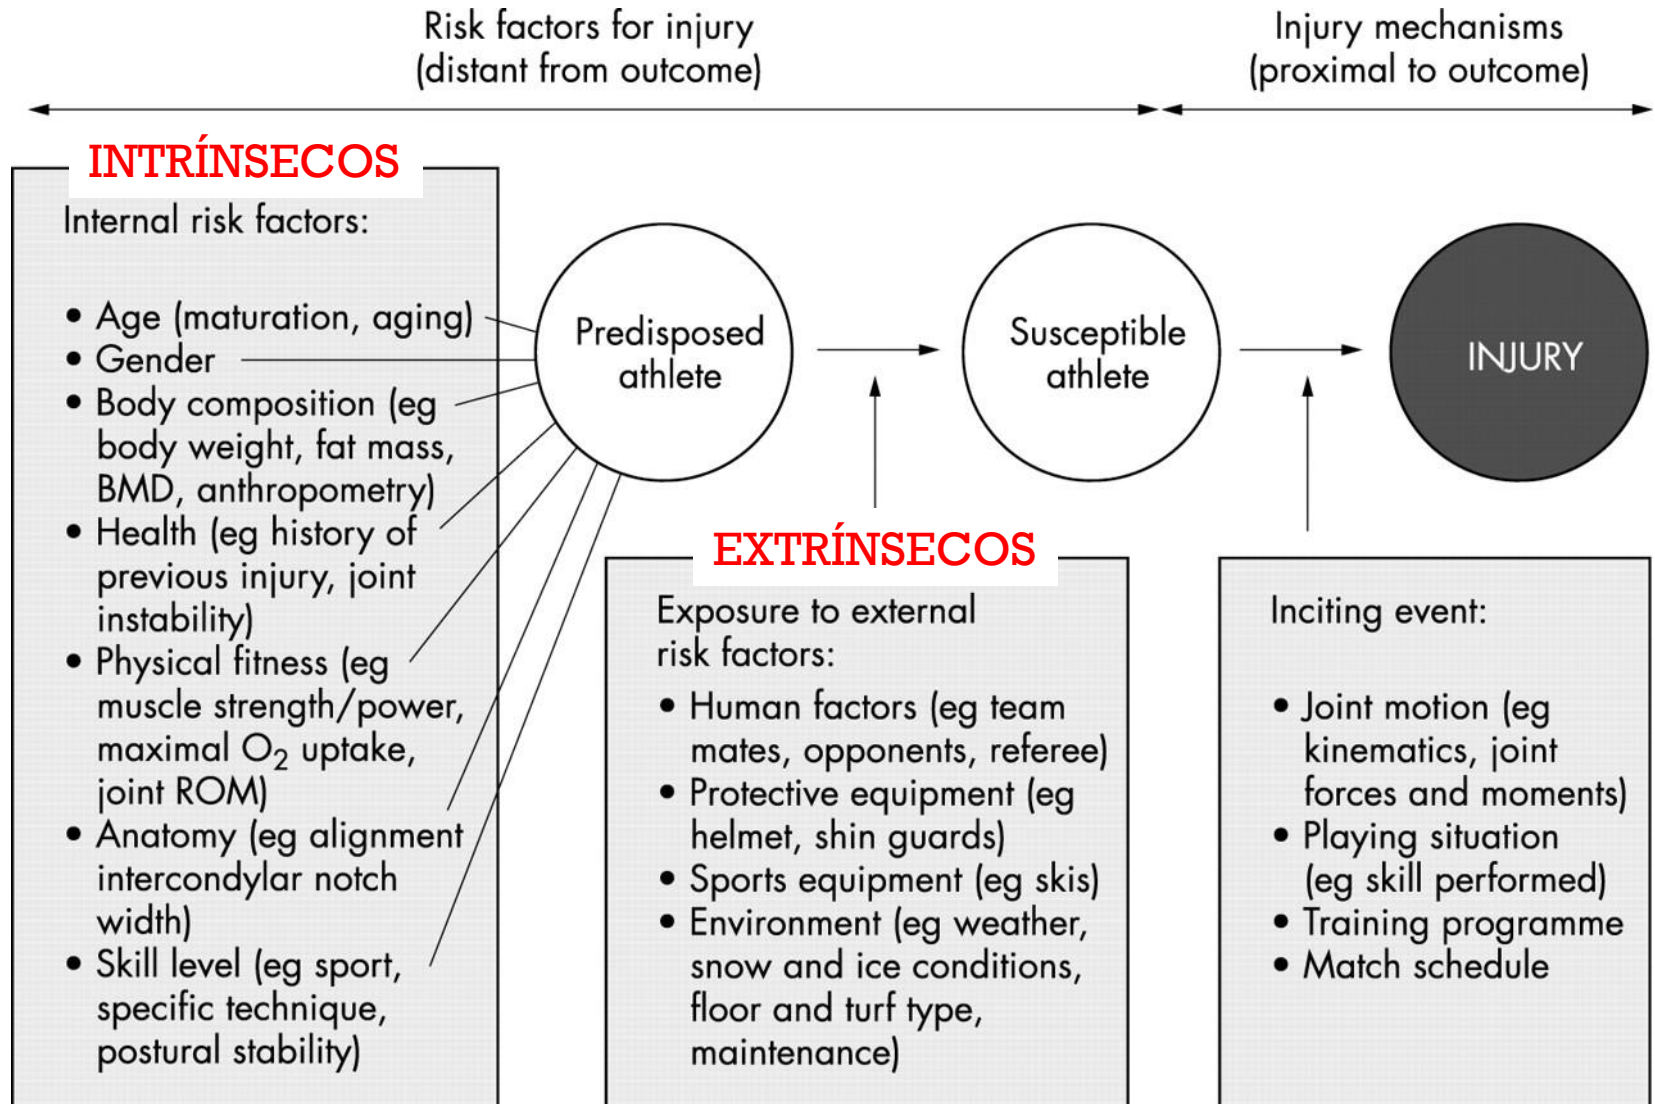 Risk factors for injury
(distant from outcome)
Injury mechanisms
(proximal to outcome)
INTRÍNSECOS
Internal risk factors:
• Age (maturation, aging)
• Gender
• Body composition (eg
body weight, fat mass,
BMD, anthropometry)
• Health (eg history of
previous injury, joint
instability)
• Physical fitness (eg
muscle strength/power,
maximal O₂ uptake,
joint ROM)
• Anatomy (eg alignment
intercondylar notch
width)
• Skill level (eg sport,
specific technique,
postural stability)
Predisposed
athlete
Susceptible
athlete
INJURY
EXTRÍNSECOS
Exposure to external
risk factors:
• Human factors (eg team
mates, opponents, referee)
• Protective equipment (eg
helmet, shin guards)
• Sports equipment (eg skis)
• Environment (eg weather,
snow and ice conditions,
floor and turf type,
maintenance)
Inciting event:
• Joint motion (eg
kinematics, joint
forces and moments)
• Playing situation
(eg skill performed)
• Training programme
• Match schedule